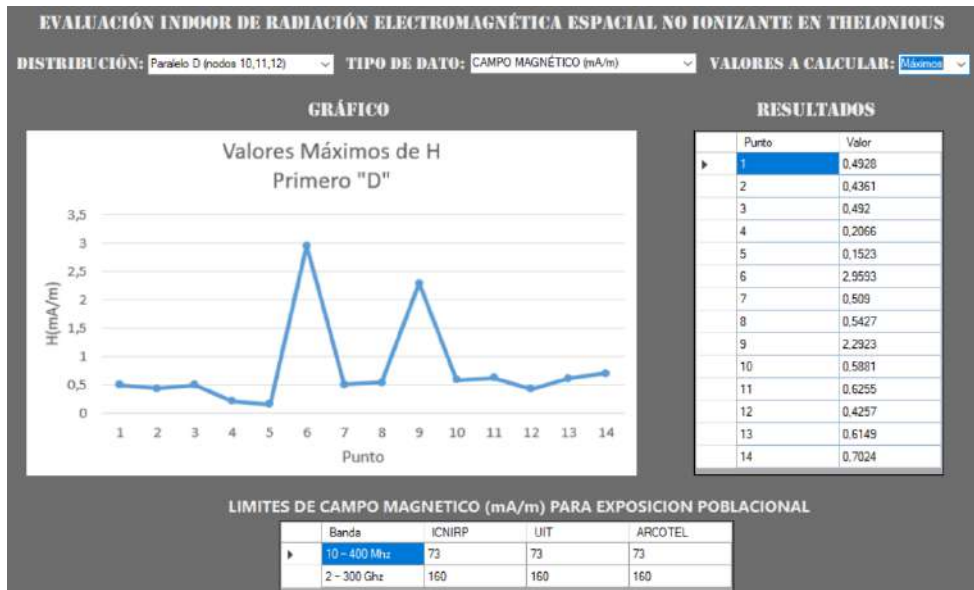 EVALUACIÓN INDOOR DE RADIACIÓN ELECTROMAGNÉTICA ESPACIAL NO IONIZANTE EN THELONIOUS
DISTRIBUCIÓN: Paralelo D (nodos 10,11,12) TIPO DE DATO: CAMPO MAGNÉTICO (mA/m) VALORES A CALCULAR: Máximos
GRÁFICO
Valores Máximos de H
Primero "D"
3,5
3
2,5
2
1,5
1
0,5
0
H(mA/m)
1 2 3 4 5 6 7 8 9 10 11 12 13 14
Punto
RESULTADOS
Punto Valor
1 0,4928
2 0,4361
3 0,492
4 0,2066
5 0,1523
6 2,9593
7 0,509
8 0,5427
9 2,2923
10 0,5881
11 0,6255
12 0,4257
13 0,6149
14 0,7024
LIMITES DE CAMPO MAGNETICO (mA/m) PARA EXPOSICION POBLACIONAL
Banda ICNIRP UIT ARCOTEL
10 – 400 Mhz 73 73 73
2 – 300 Ghz 160 160 160